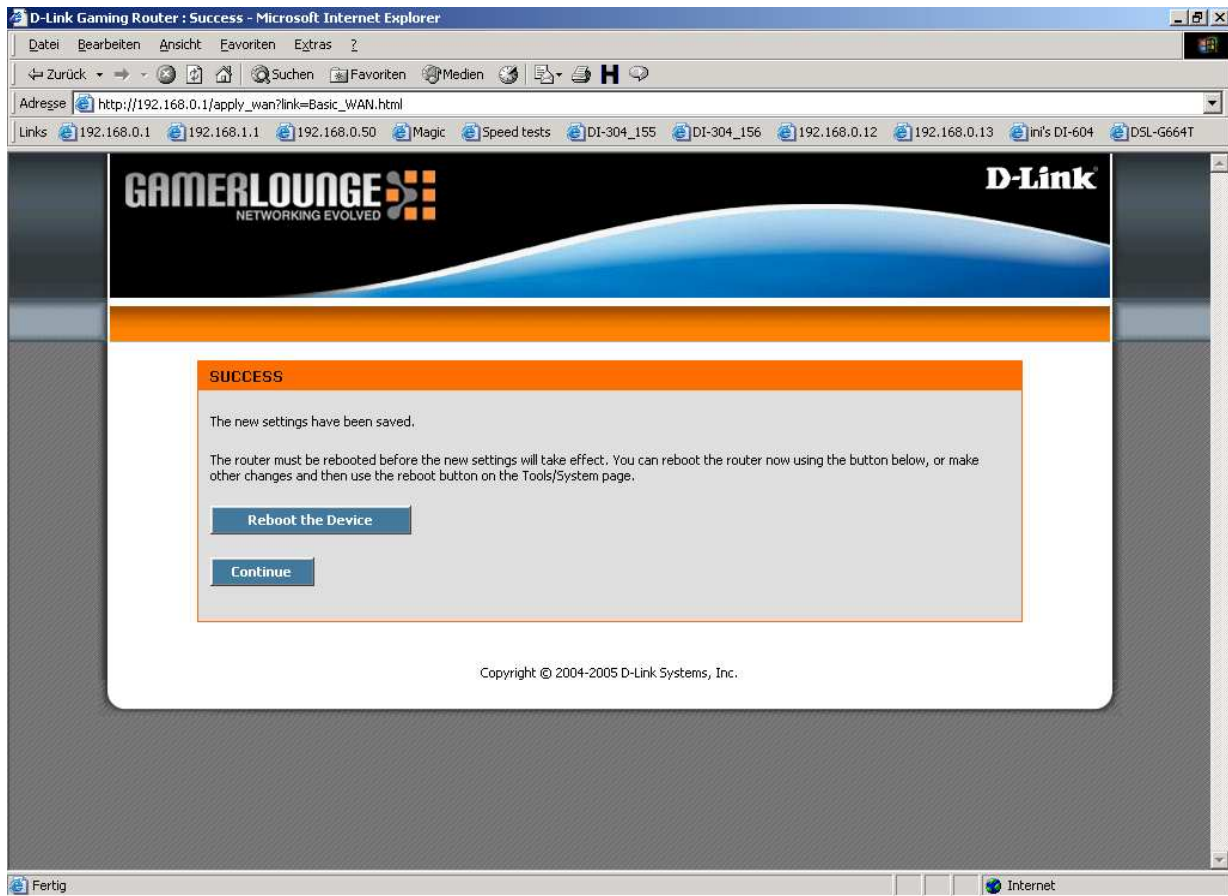 D-Link Gaming Router : Success - Microsoft Internet Explorer
Datei Bearbeiten Ansicht Favoriten Extras ?
Zurück Suchen Favoriten Medien H
Adresse http://192.168.0.1/apply_wan?link=Basic_WAN.html
Links 192.168.0.1 192.168.1.1 192.168.0.50 Magic Speed tests DI-304_155 DI-304_156 192.168.0.12 192.168.0.13 ini's DI-604 DSL-G664T
GAMERLOUNGE
NETWORKING EVOLVED
D-Link
SUCCESS
The new settings have been saved.
The router must be rebooted before the new settings will take effect. You can reboot the router now using the button below, or make
other changes and then use the reboot button on the Tools/System page.
Reboot the Device
Continue
Copyright © 2004-2005 D-Link Systems, Inc.
Fertig Internet